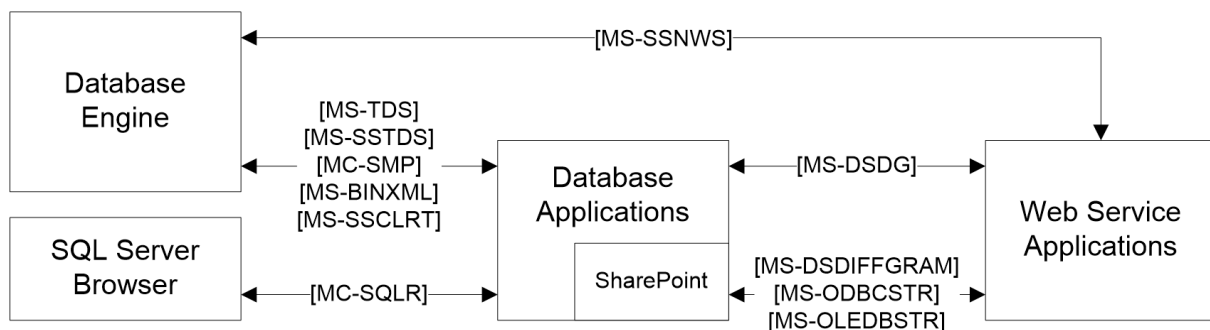 [MS-SSNWS]
Database
Engine
[MS-TDS]
[MS-SSTDS]
[MC-SMP]
[MS-BINXML]
[MS-SSCLRT]
Database
Applications
SharePoint
[MS-DSDG]
Web Service
Applications
SQL Server
Browser
[MC-SQLR]
[MS-DSDIFFGRAM]
[MS-ODBCSTR]
[MS-OLEDBSTR]